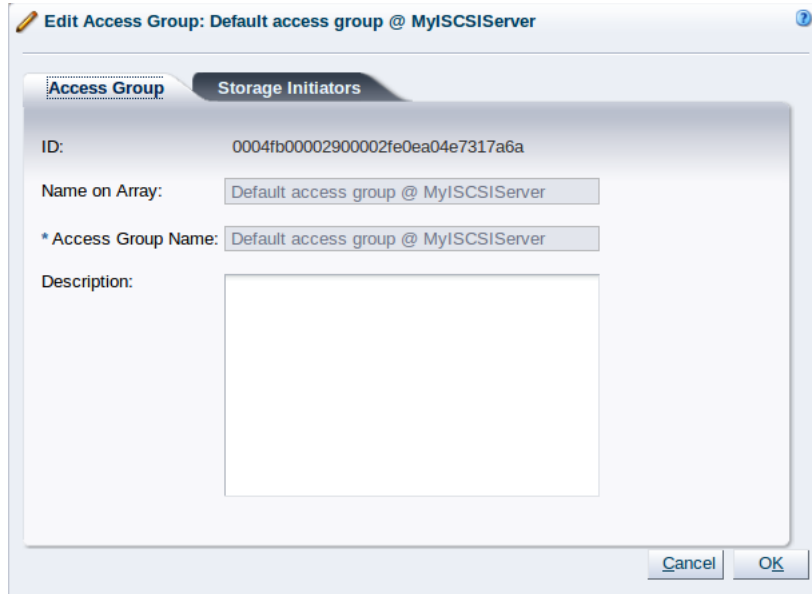 Edit Access Group: Default access group @ MyISCSIServer ?
Access Group Storage Initiators
ID: 0004fb00002900002fe0ea04e7317a6a
Name on Array: Default access group @ MyISCSIServer
* Access Group Name: Default access group @ MyISCSIServer
Description:
Cancel OK